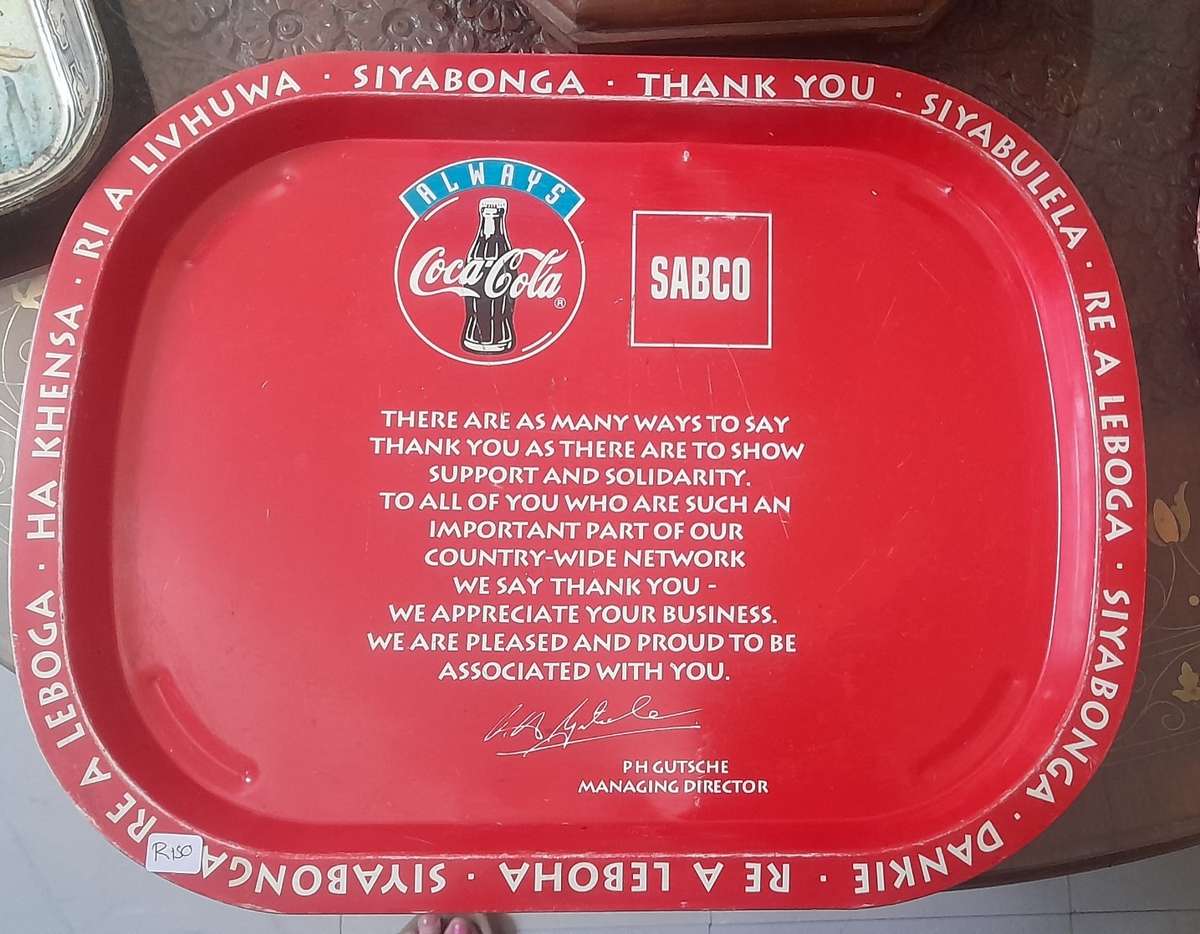 RI A LIVHUWA · SIYABONGA · THANK YOU · SIYABULELA · RE A LEBOGA · SIYABONGA · DANKIE · RE A LEBOHA · SIYABONGA · RE A LEBOGA · HA KHENSA ·
ALWAYS
Coca-Cola ®
SABCO
THERE ARE AS MANY WAYS TO SAY
THANK YOU AS THERE ARE TO SHOW
SUPPORT AND SOLIDARITY.
TO ALL OF YOU WHO ARE SUCH AN
IMPORTANT PART OF OUR
COUNTRY-WIDE NETWORK
WE SAY THANK YOU -
WE APPRECIATE YOUR BUSINESS.
WE ARE PLEASED AND PROUD TO BE
ASSOCIATED WITH YOU.
P H GUTSCHE
MANAGING DIRECTOR
R150